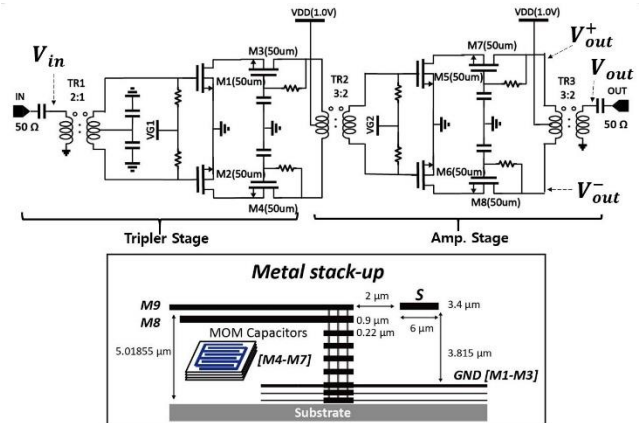 VDD(1.0V)
VDD(1.0V)
M3(50um)
M7(50um)
V+out
Vin
Vout
TR1
2:1
M1(50um)
TR2
3:2
M5(50um)
TR3
3:2
IN
OUT
50 Ω
VG1
VG2
50 Ω
M2(50um)
M6(50um)
M4(50um)
M8(50um)
V-out
Tripler Stage
Amp. Stage
Metal stack-up
M9
2 μm
S
3.4 μm
M8
0.9 μm
6 μm
MOM Capacitors
0.22 μm
5.01855 μm
[M4-M7]
3.815 μm
GND [M1-M3]
Substrate